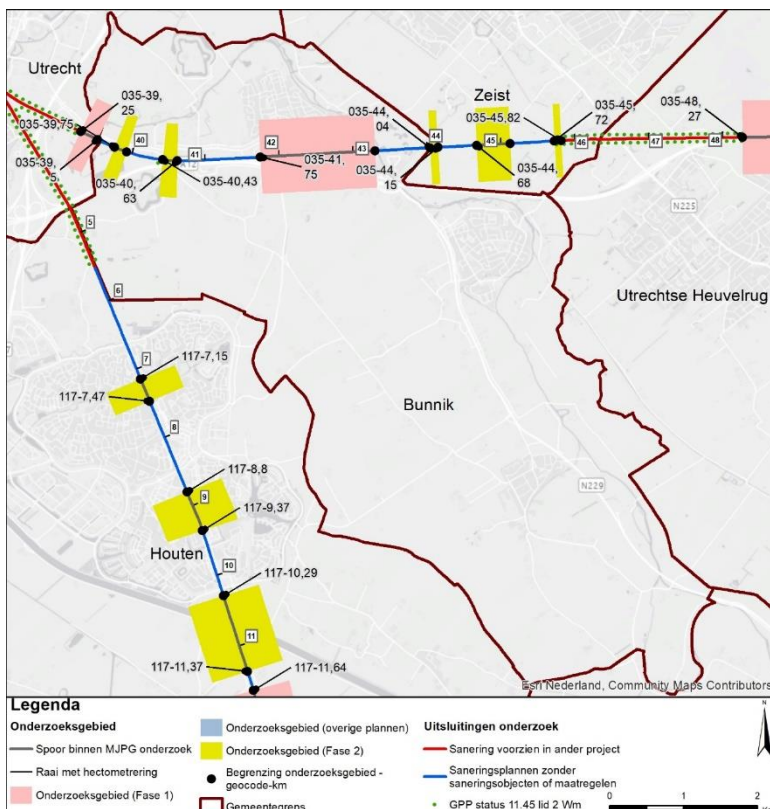 Utrecht
035-39,
25
035-39,75
035-39,
5
40
035-40,
63
41
A12
035-40,43
42
035-41,
75
43
035-44,
04
035-44,
15
44
Zeist
035-45,82
45
035-44,
68
035-45,
72
46
47
035-48,
27
48
N225
Utrechtse Heuvelrug
5
6
7
117-7,15
117-7,47
8
Bunnik
117-8,8
9
117-9,37
N229
Houten
10
117-10,29
11
117-11,37
117-11,64
Esri Nederland, Community Maps Contributors
Legenda
Onderzoeksgebied
Spoor binnen MJPG onderzoek
Raai met hectometrering
Onderzoeksgebied (Fase 1)
Onderzoeksgebied (overige plannen)
Onderzoeksgebied (Fase 2)
Begrenzing onderzoeksgebied -
geocode-km
Gemeentegrens
Uitsluitingen onderzoek
Sanering voorzien in ander project
Saneringsplannen zonder
saneringsobjecten of maatregelen
GPP status 11.45 lid 2 Wm
N
0 1 2